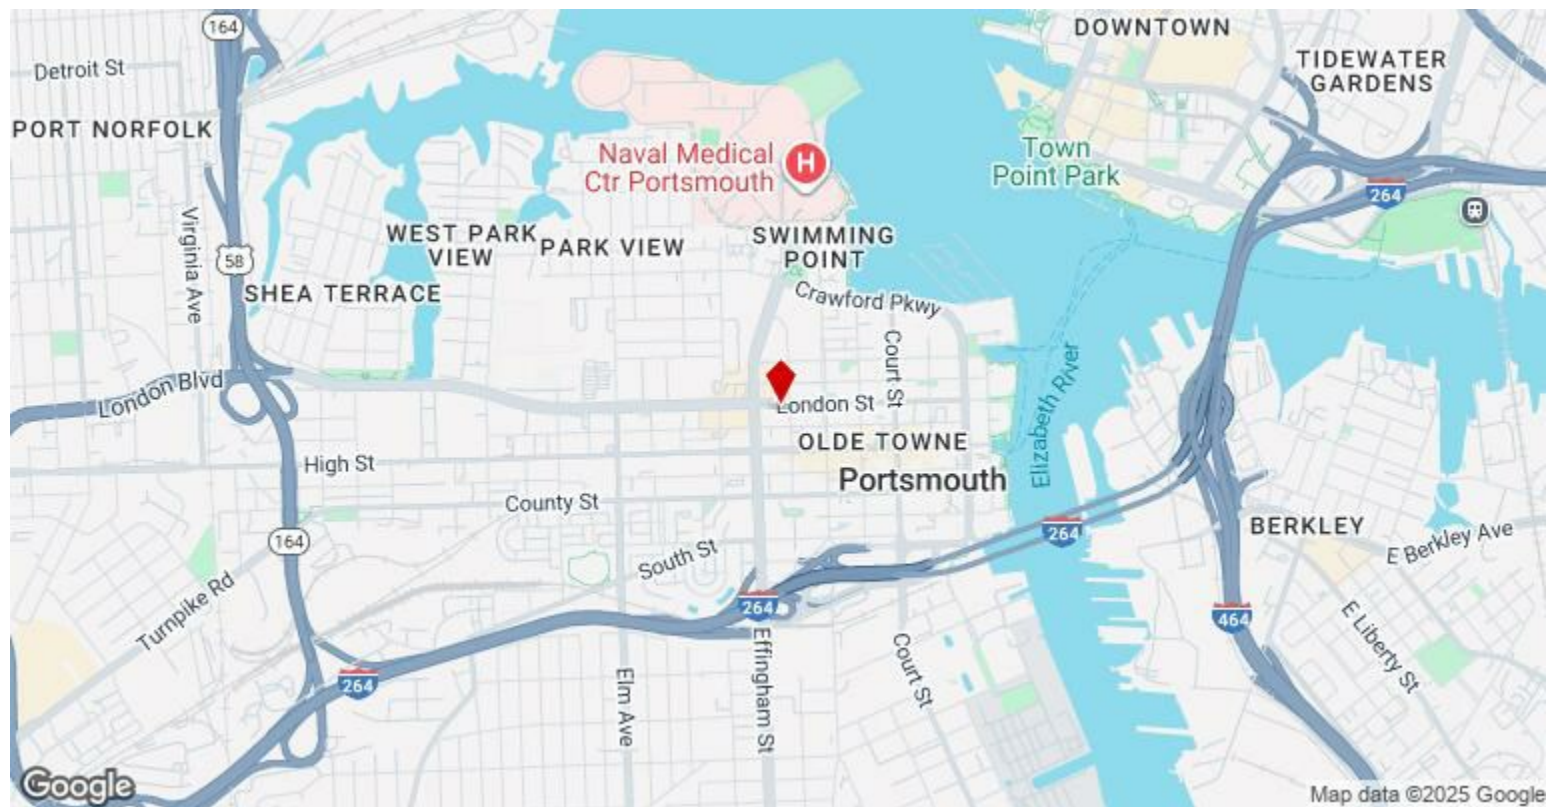 164
DOWNTOWN
TIDEWATER
GARDENS
Detroit St
PORT NORFOLK
Naval Medical
Ctr Portsmouth
H
Town
Point Park
264
Virginia Ave
WEST PARK
VIEW
PARK VIEW
SWIMMING
POINT
58
SHEA TERRACE
Crawford Pkwy
Court St
Elizabeth River
London Blvd
London St
OLDE TOWNE
High St
Portsmouth
County St
164
264
BERKLEY
E Berkley Ave
South St
Turnpike Rd
264
464
E Liberty St
Effingham St
Elm Ave
Court St
264
Google
Map data ©2025 Google